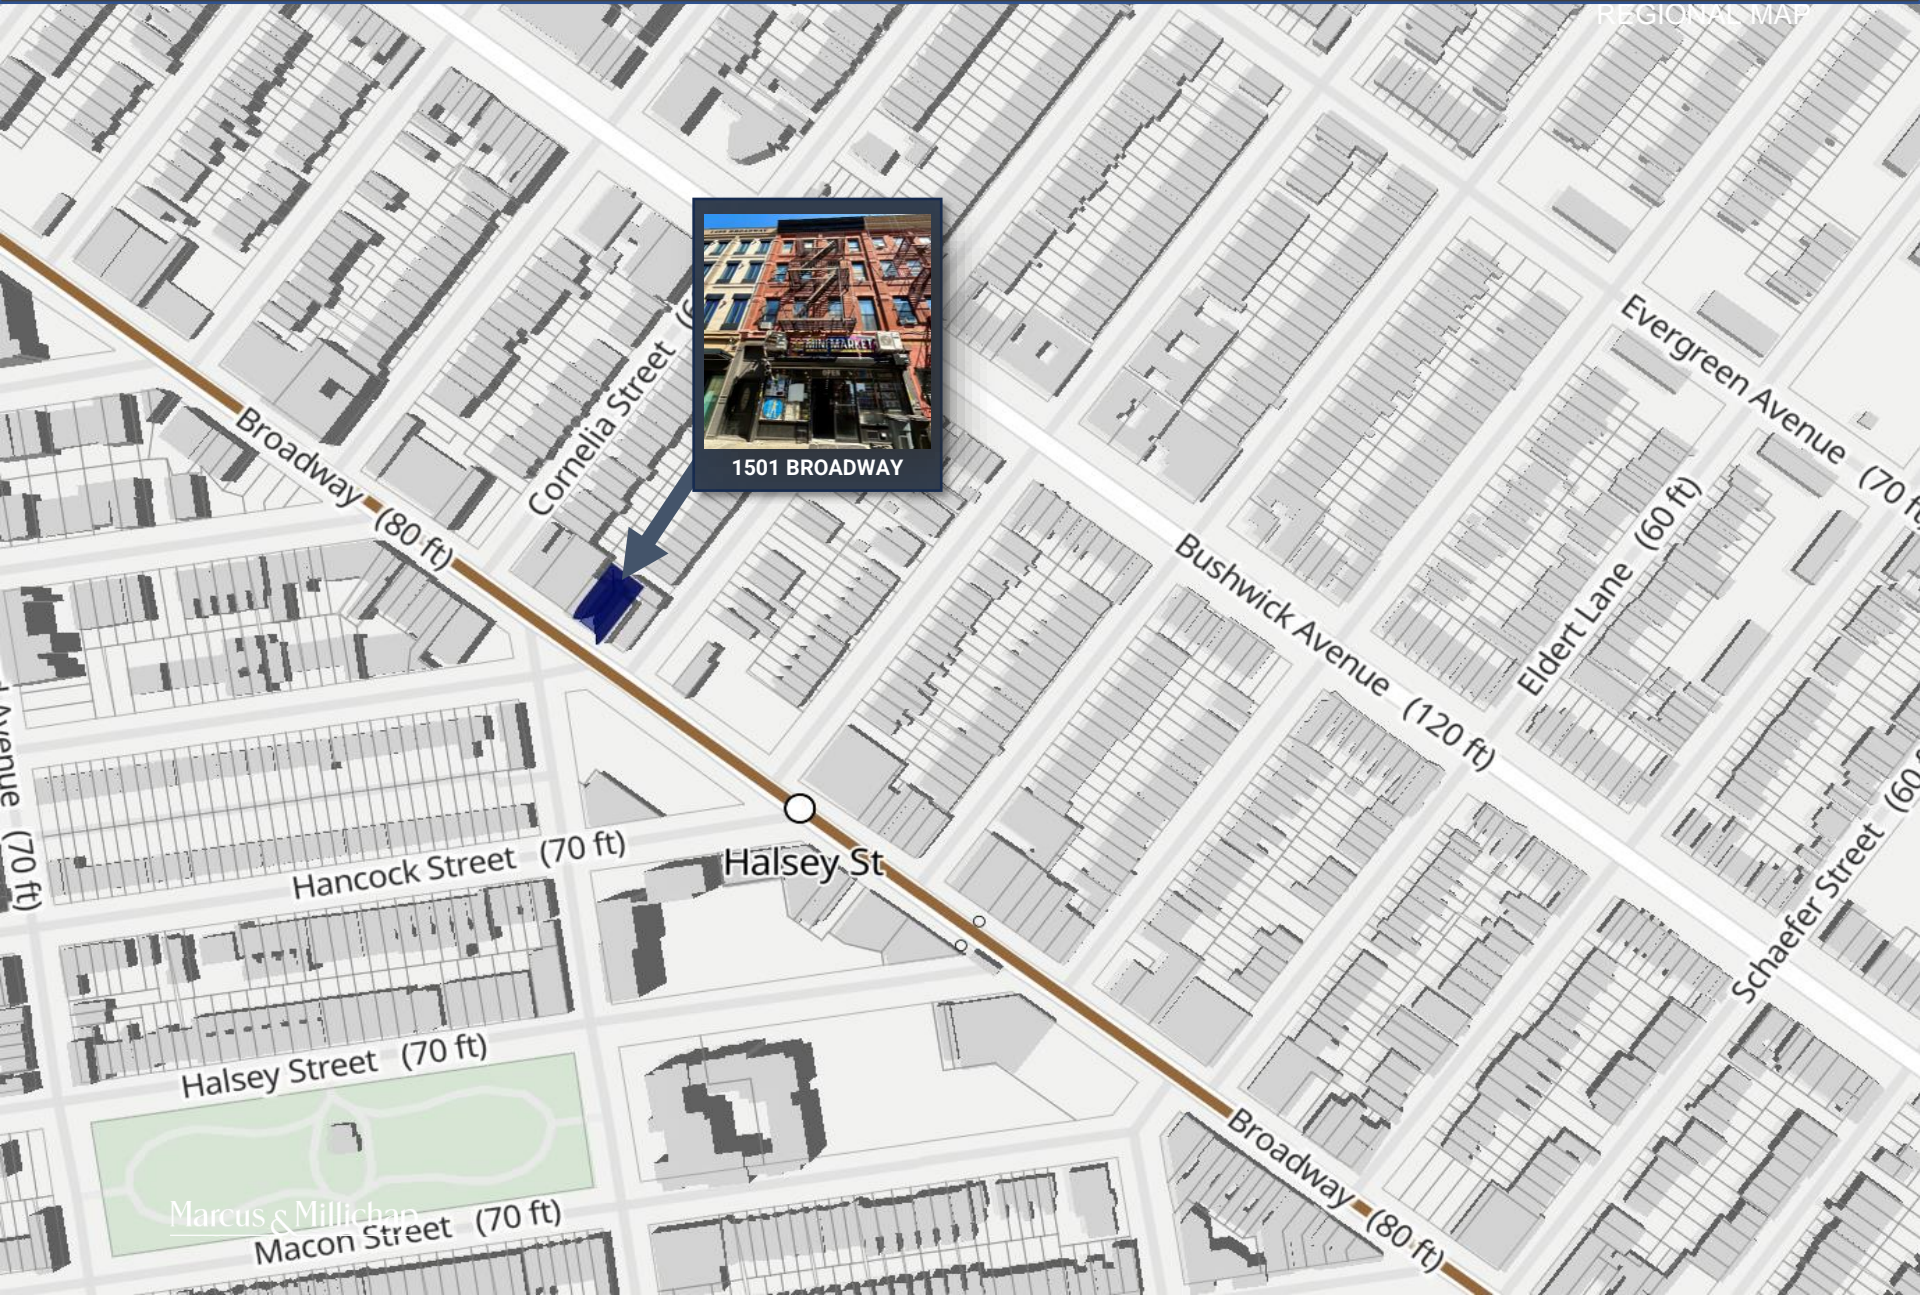 REGIONAL MAP
MINI MARKET
OPEN
1501 BROADWAY
Cornelia Street
Evergreen Avenue (70 ft
Broadway (80 ft)
Bushwick Avenue (120 ft)
Eldert Lane (60 ft)
Avenue (70 ft)
Halsey St
Hancock Street (70 ft)
Schaefer Street (60
Halsey Street (70 ft)
Broadway (80 ft)
Marcus & Millichap
Macon Street (70 ft)